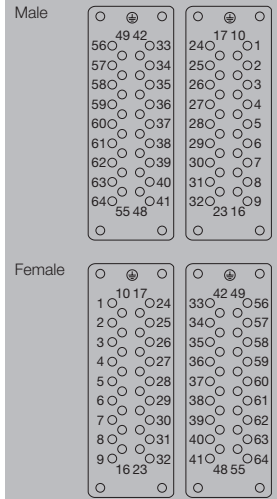 Male
49 42 17 10
56 33 24 1
57 34 25 2
58 35 26 3
59 36 27 4
60 37 28 5
61 38 29 6
62 39 30 7
63 40 31 8
64 41 32 9
55 48 23 16
Female
10 17 42 49
1 24 33 56
2 25 34 57
3 26 35 58
4 27 36 59
5 28 37 60
6 29 38 61
7 30 39 62
8 31 40 63
9 32 41 64
16 23 48 55